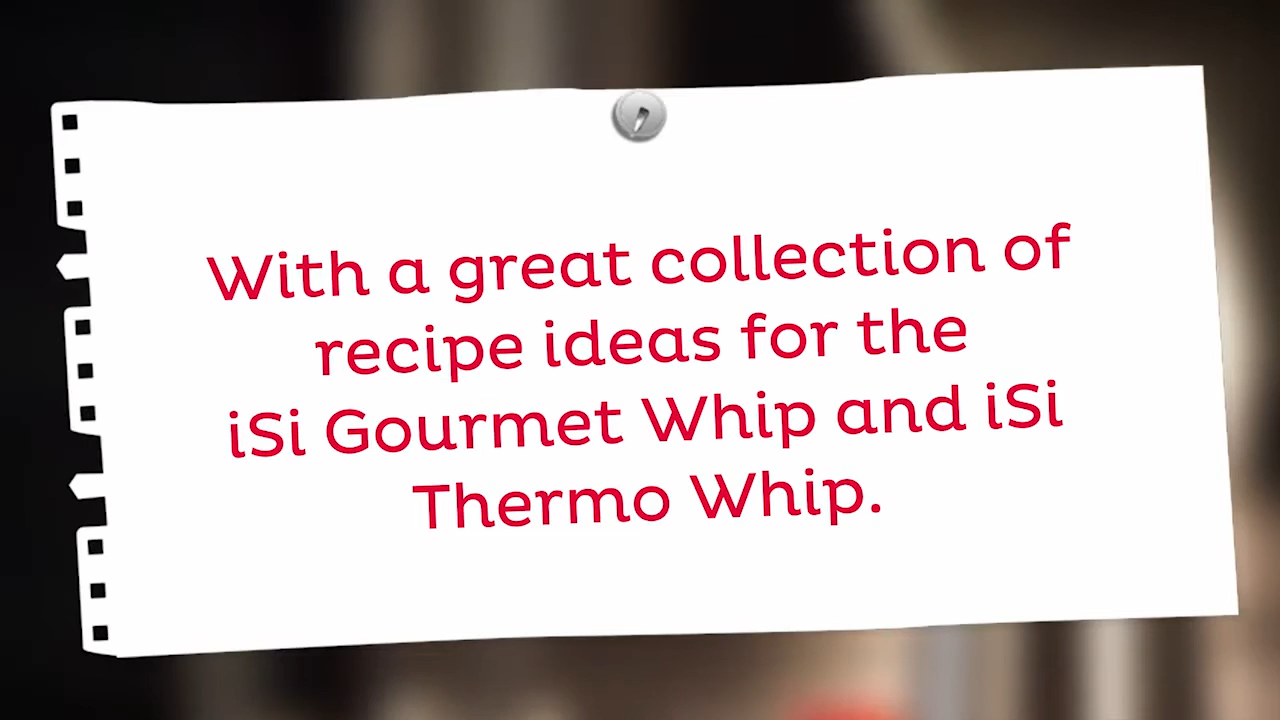 With a great collection of
recipe ideas for the
iSi Gourmet Whip and iSi
Thermo Whip.